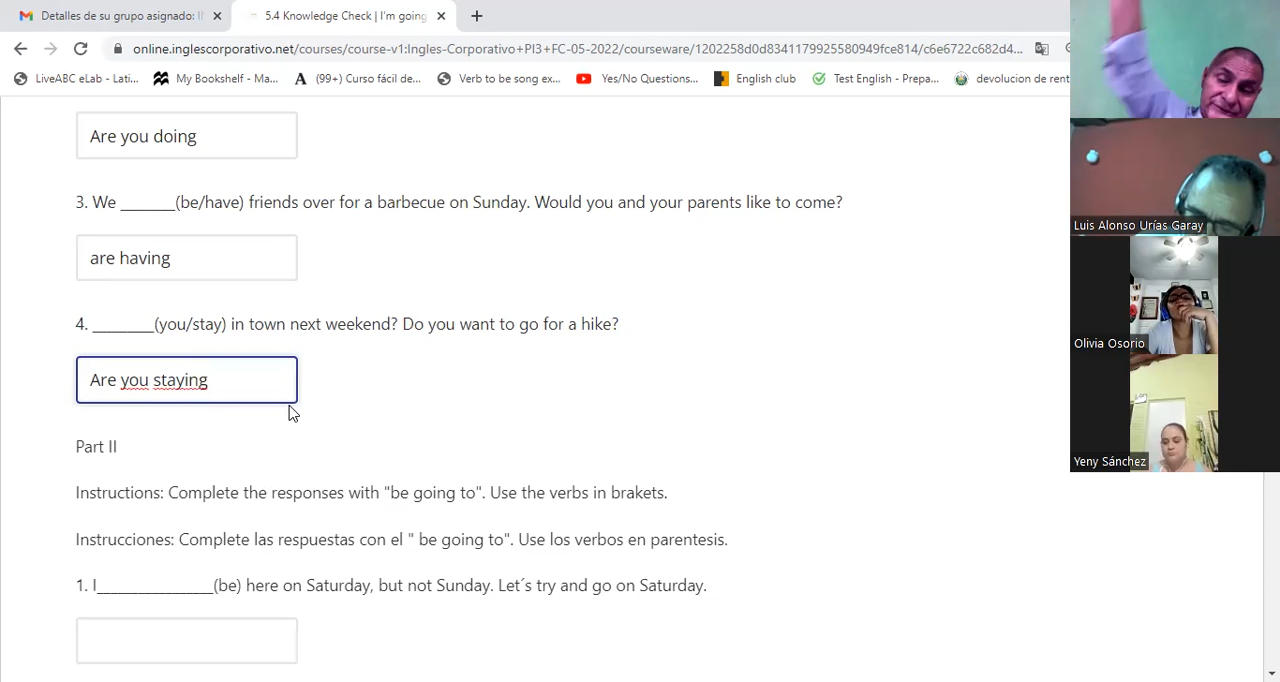 Detalles de su grupo asignado: I
5.4 Knowledge Check | I'm going
online.inglescorporativo.net/courses/course-v1:Ingles-Corporativo+PI3+FC-05-2022/courseware/1202258d0d8341179925580949fce814/c6e6722c682d4...
LiveABC eLab - Lati...
My Bookshelf - Ma...
(99+) Curso fácil de...
Verb to be song ex...
Yes/No Questions...
English club
Test English - Prepa...
devolucion de rent
Are you doing
3. We _______(be/have) friends over for a barbecue on Sunday. Would you and your parents like to come?
are having
4. ________(you/stay) in town next weekend? Do you want to go for a hike?
Are you staying
Part II
Instructions: Complete the responses with "be going to". Use the verbs in brakets.
Instrucciones: Complete las respuestas con el " be going to". Use los verbos en parentesis.
1. I_______________(be) here on Saturday, but not Sunday. Let´s try and go on Saturday.
Luis Alonso Urías Garay
Olivia Osorio
Yeny Sánchez